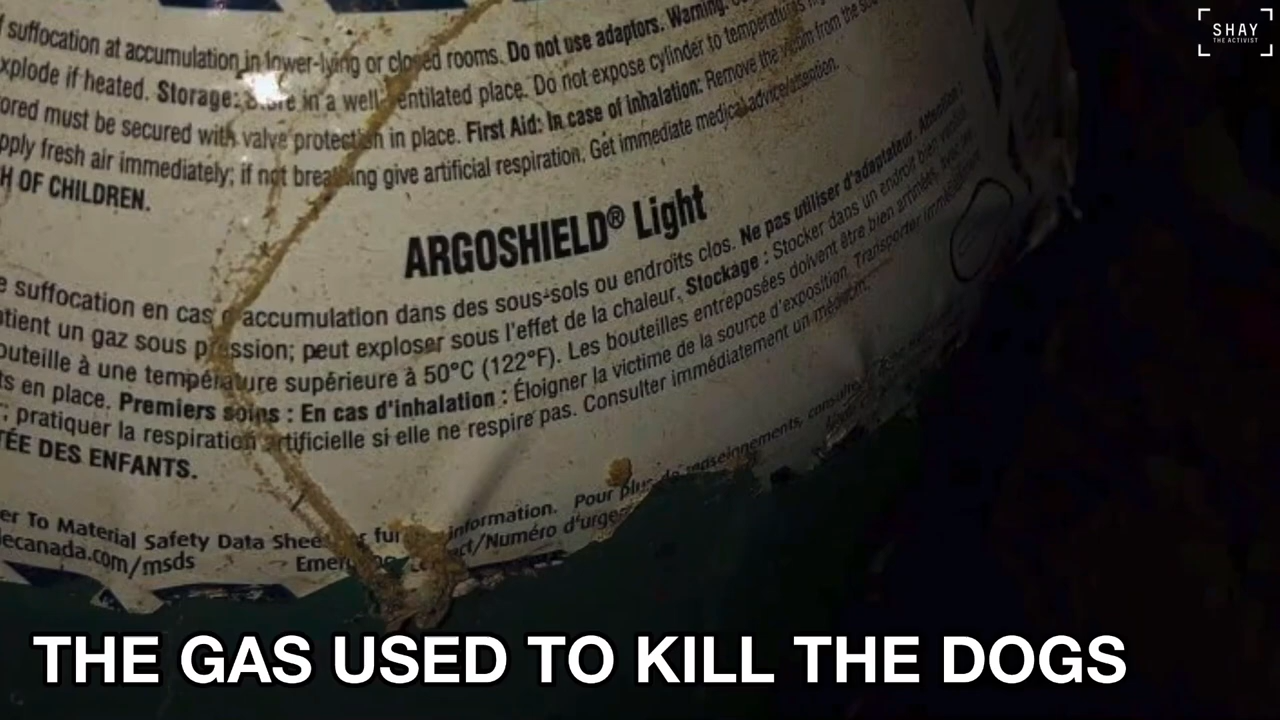 SHAY
THE ACTIVIST
suffocation at accumulation in lower-lying or closed rooms. Do not use adaptors. Warning:
xplode if heated. Storage: Store in a well ventilated place. Do not expose cylinder to temperatures
ored must be secured with valve protection in place. First Aid: In case of inhalation: Remove the victim from the
pply fresh air immediately; if not breathing give artificial respiration. Get immediate medical advice/attention.
H OF CHILDREN.
ARGOSHIELD® Light
e suffocation en cas d'accumulation dans des sous-sols ou endroits clos. Ne pas utiliser d'adaptateur. Attention :
tient un gaz sous pression; peut exploser sous l'effet de la chaleur. Stockage : Stocker dans un endroit bien
outeille à une température supérieure à 50°C (122°F). Les bouteilles entreposées doivent être bien arrimées,
ts en place. Premiers soins : En cas d'inhalation : Éloigner la victime de la source d'exposition. Transporter
; pratiquer la respiration artificielle si elle ne respire pas. Consulter immédiatement un médecin.
TÉE DES ENFANTS.
er To Material Safety Data Sheet for information. Pour plus de renseignements,
decanada.com/msds
ct/Numéro
THE GAS USED TO KILL THE DOGS